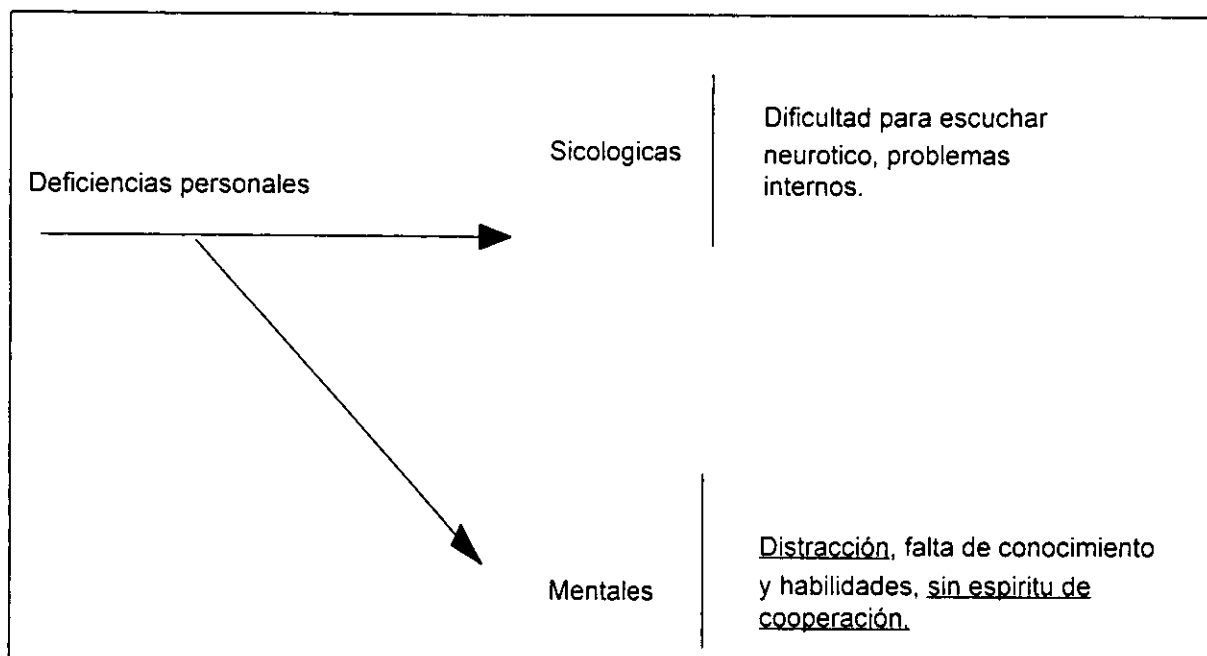 Deficiencias personales
Sicologicas
Dificultad para escuchar
neurotico, problemas
internos.
Mentales
Distracción, falta de conocimiento
y habilidades, sin espiritu de
cooperación.